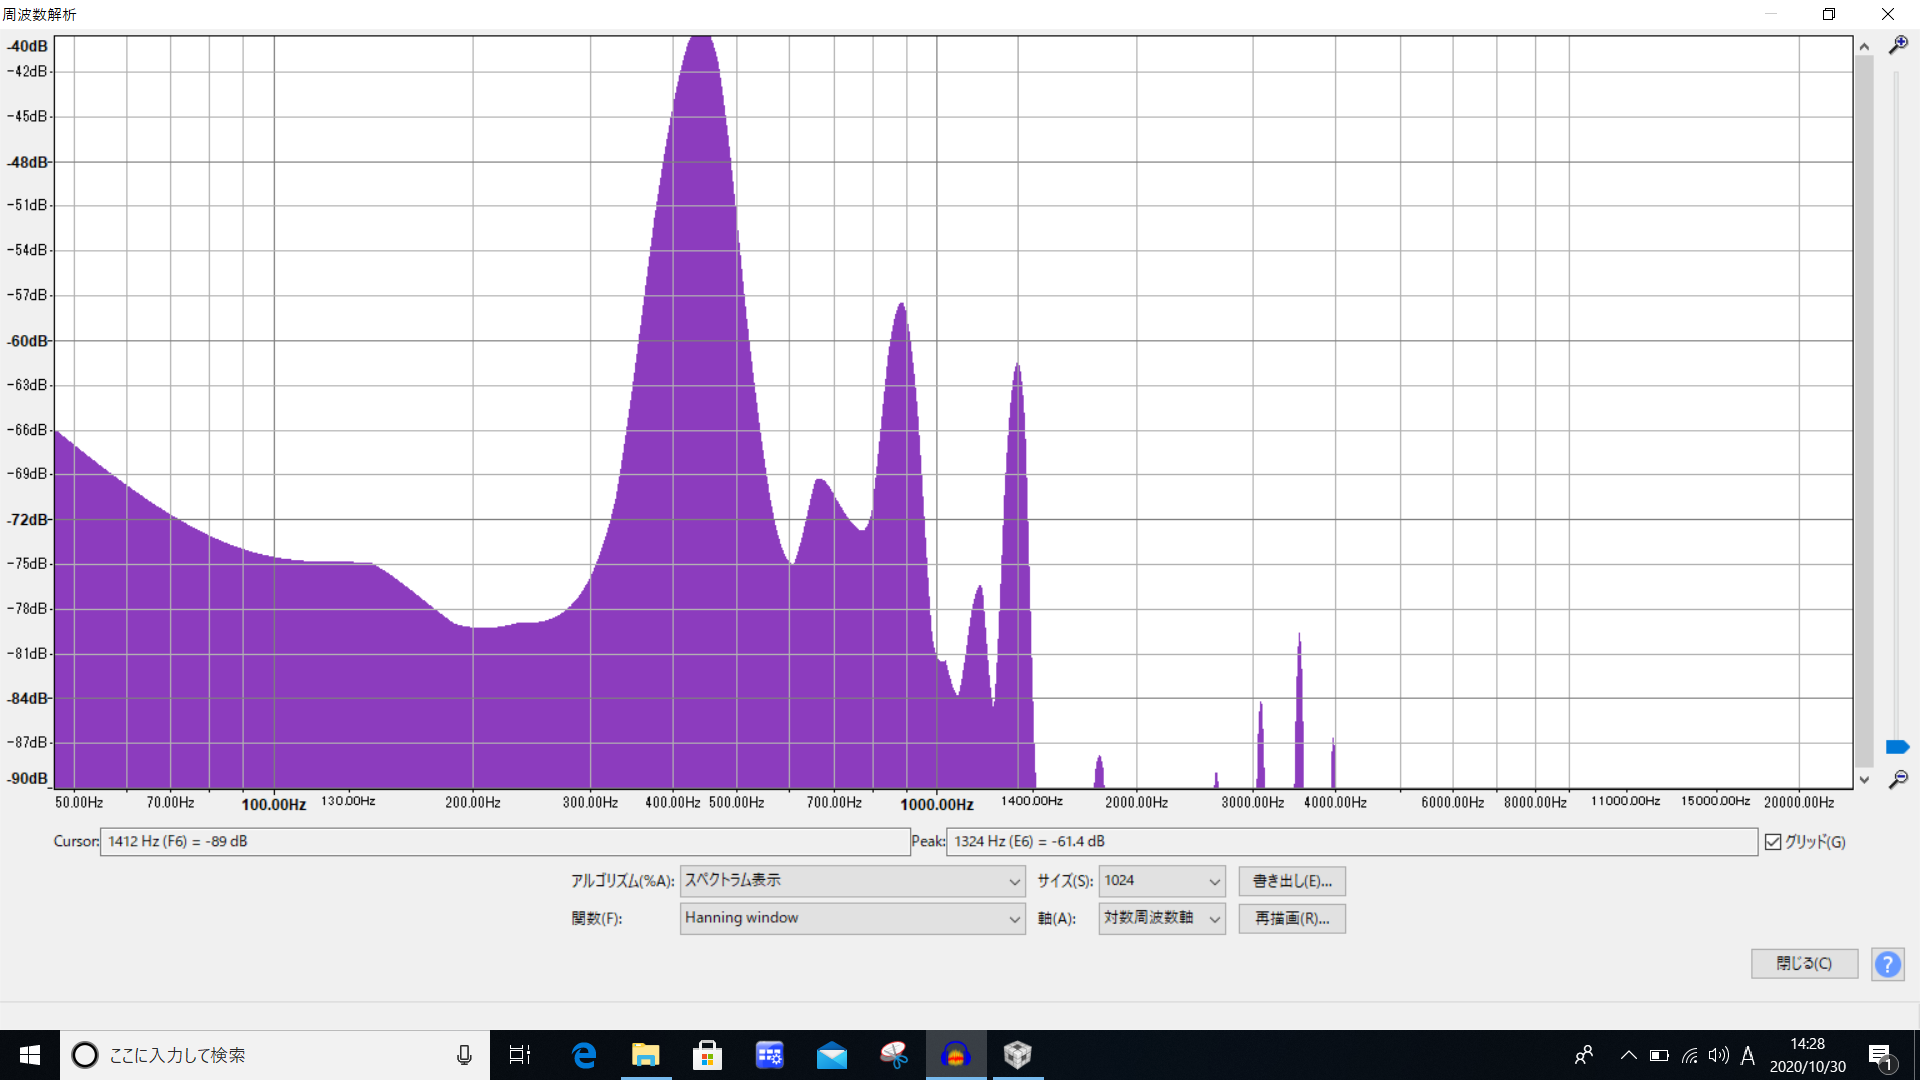 周波数解析
-40dB
-42dB
-45dB
-48dB
-51dB
-54dB
-57dB
-60dB
-63dB
-66dB
-69dB
-72dB
-75dB
-78dB
-81dB
-84dB
-87dB
-90dB
50.00Hz 70.00Hz 100.00Hz 130.00Hz 200.00Hz 300.00Hz 400.00Hz 500.00Hz 700.00Hz 1000.00Hz 1400.00Hz 2000.00Hz 3000.00Hz 4000.00Hz 6000.00Hz 8000.00Hz 11000.00Hz 15000.00Hz 20000.00Hz
Cursor: 1412 Hz (F6) = -89 dB Peak: 1324 Hz (E6) = -61.4 dB グリッド(G)
アルゴリズム(%A): スペクトラム表示 サイズ(S): 1024 書き出し(E)...
関数(F): Hanning window 軸(A): 対数周波数軸 再描画(R)...
閉じる(C) ?
ここに入力して検索
A
14:28
2020/10/30
1